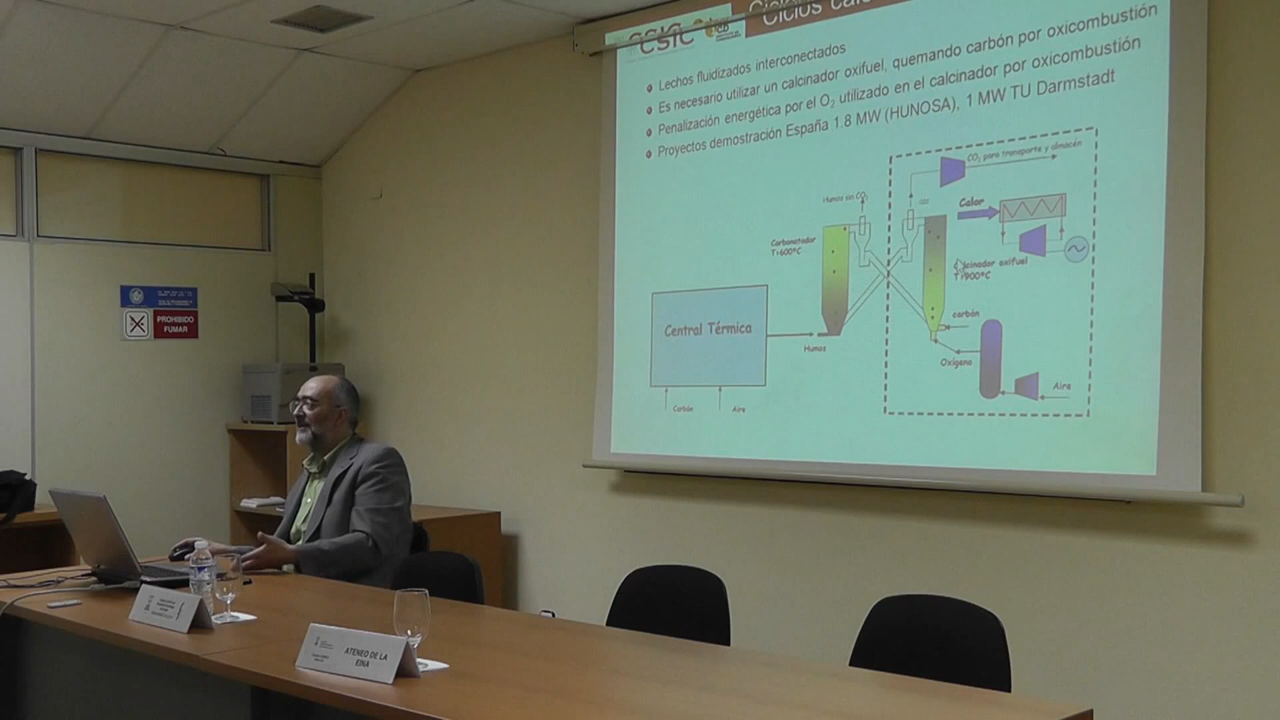 CSIC
Lechos fluidizados interconectados
Es necesario utilizar un calcinador oxifuel, quemando carbón por oxicombustión
Penalización energética por el O₂ utilizado en el calcinador por oxicombustión
Proyectos demostración España 1.8 MW (HUNOSA), 1 MW TU Darmstadt
CO₂ para transporte y almacén
Humos sin CO₂
Calor
Carbonatador
T>600ºC
calcinador oxifuel
T>900ºC
Central Térmica
Humos
carbón
Oxígeno
Aire
Carbón
Aire
PROHIBIDO
FUMAR
ATENEO DE LA
EINA